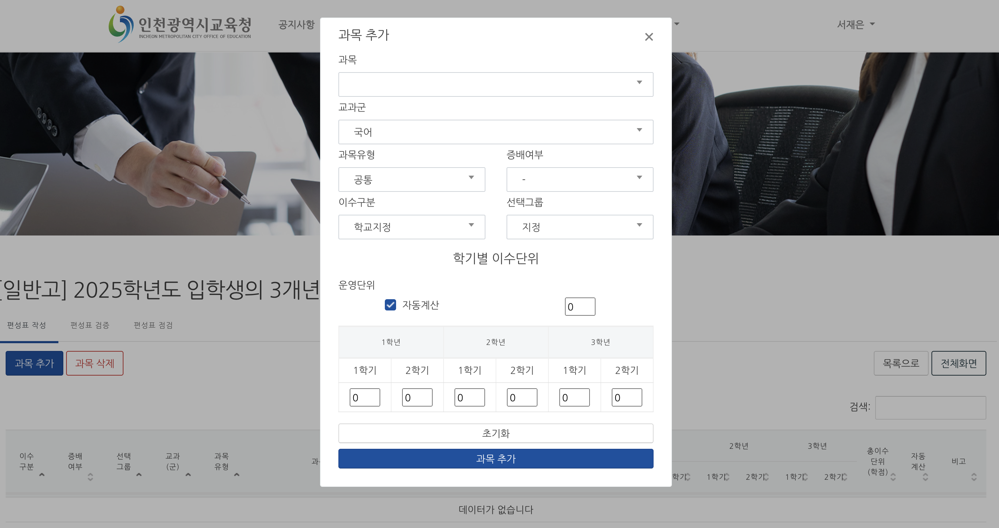 인천광역시교육청
INCHEON METROPOLITAN CITY OFFICE OF EDUCATION
공지사항
서재은
과목 추가
과목
교과군
국어
과목유형
증배여부
공통
-
이수구분
선택그룹
학교지정
지정
학기별 이수단위
운영단위
자동계산
0
1학년 2학년 3학년
1학기 2학기 1학기 2학기 1학기 2학기
0 0 0 0 0 0
초기화
과목 추가
[일반고] 2025학년도 입학생의 3개년
편성표 작성 편성표 검증 편성표 점검
과목 추가 과목 삭제
목록으로 전체화면
검색:
이수
구분
증배
여부
선택
그룹
교과
(군)
과목
유형
2학년 3학년
학기 1학기 2학기 1학기 2학기
총이수
단위
(학점)
자동
계산
비고
데이터가 없습니다